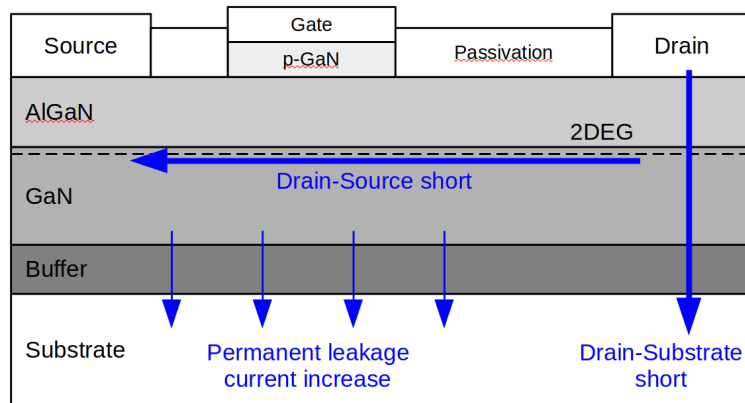 Source
Gate
p-GaN
Passivation
Drain
AlGaN
2DEG
Drain-Source short
GaN
Buffer
Substrate
Permanent leakage
current increase
Drain-Substrate
short